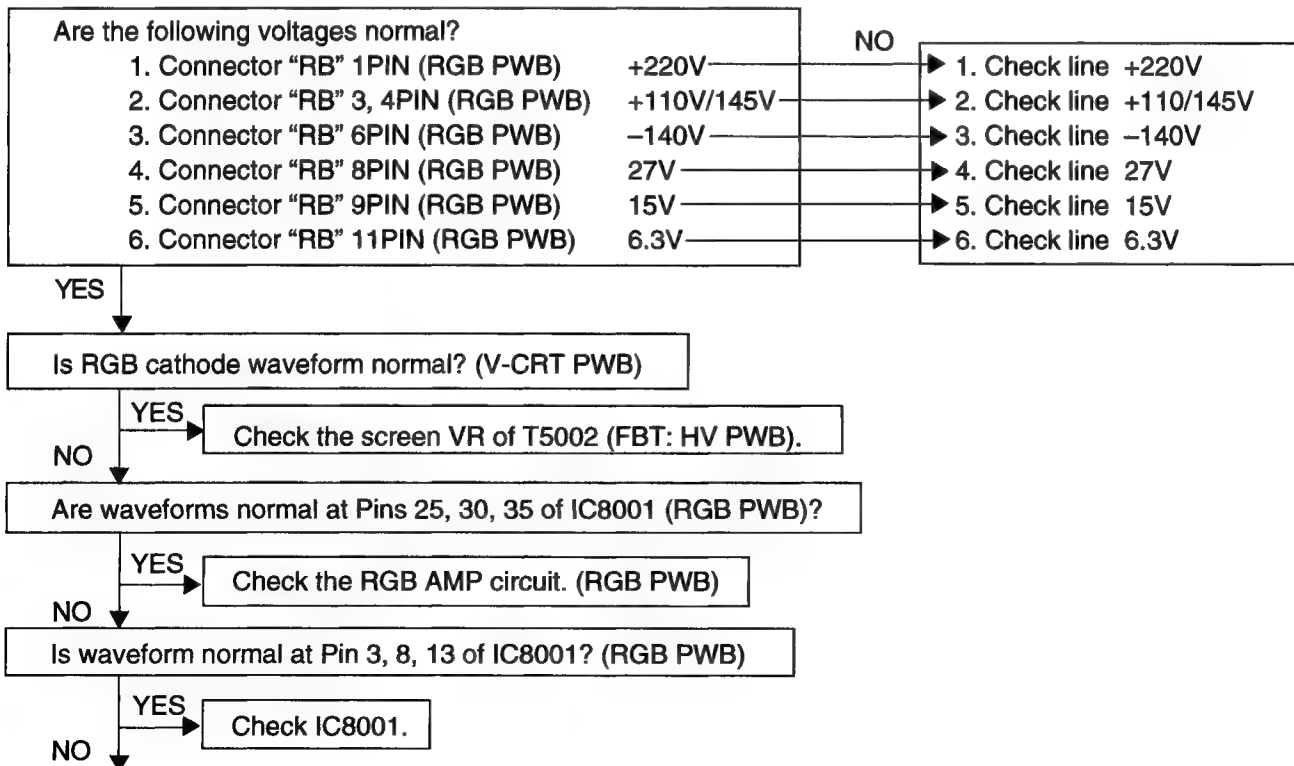 Are the following voltages normal?
1. Connector “RB” 1PIN (RGB PWB) +220V
2. Connector “RB” 3, 4PIN (RGB PWB) +110V/145V
3. Connector “RB” 6PIN (RGB PWB) –140V
4. Connector “RB” 8PIN (RGB PWB) 27V
5. Connector “RB” 9PIN (RGB PWB) 15V
6. Connector “RB” 11PIN (RGB PWB) 6.3V
NO
1. Check line +220V
2. Check line +110/145V
3. Check line –140V
4. Check line 27V
5. Check line 15V
6. Check line 6.3V
YES
Is RGB cathode waveform normal? (V-CRT PWB)
YES
Check the screen VR of T5002 (FBT: HV PWB).
NO
Are waveforms normal at Pins 25, 30, 35 of IC8001 (RGB PWB)?
YES
Check the RGB AMP circuit. (RGB PWB)
NO
Is waveform normal at Pin 3, 8, 13 of IC8001? (RGB PWB)
YES
Check IC8001.
NO